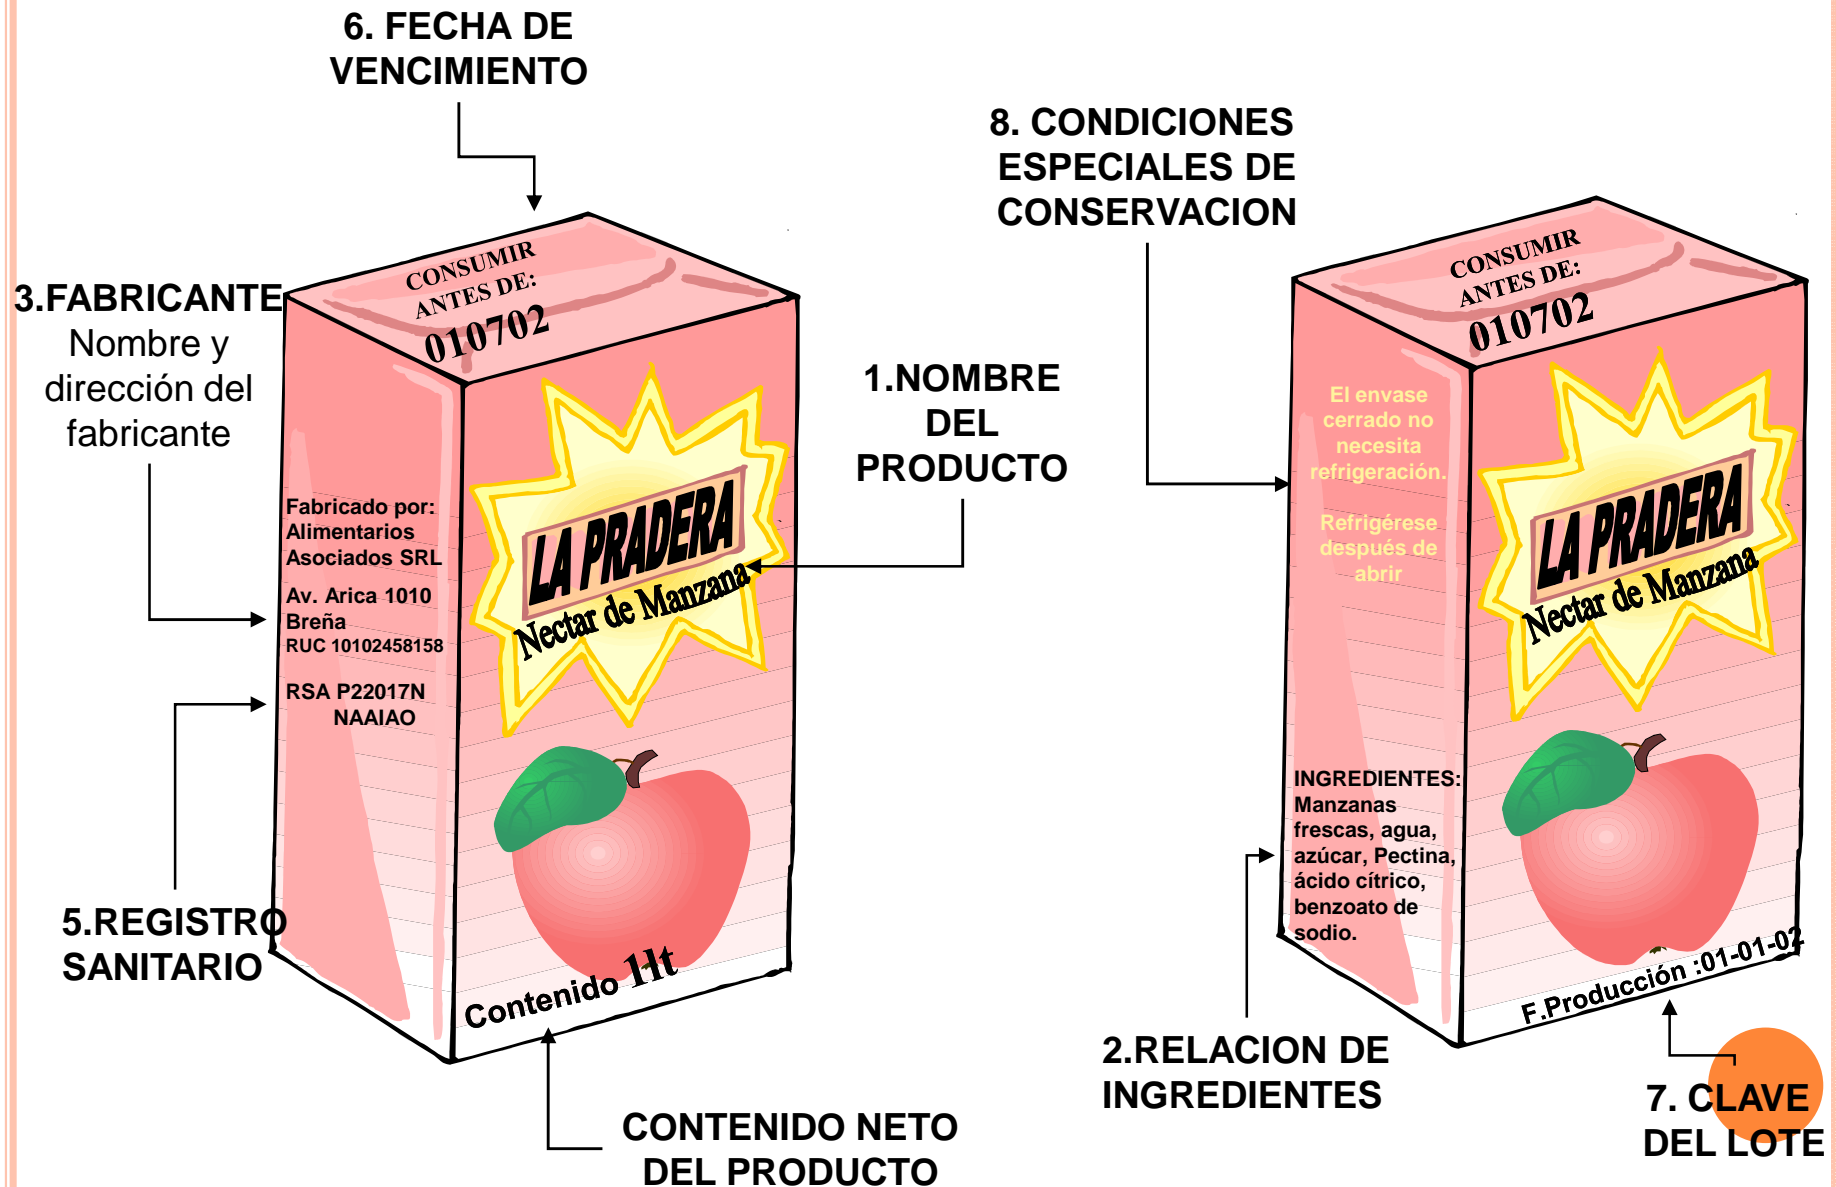 6. FECHA DE
VENCIMIENTO
8. CONDICIONES
ESPECIALES DE
CONSERVACION
3.FABRICANTE
Nombre y
dirección del
fabricante
1.NOMBRE
DEL
PRODUCTO
CONSUMIR
ANTES DE:
010702
LA PRADERA
Nectar de Manzana
Fabricado por:
Alimentarios
Asociados SRL
Av. Arica 1010
Breña
RUC 10102458158
RSA P22017N
NAAIAO
Contenido 1lt
5.REGISTRO
SANITARIO
CONTENIDO NETO
DEL PRODUCTO
CONSUMIR
ANTES DE:
010702
El envase
cerrado no
necesita
refrigeración.
Refrigérese
después de
abrir
LA PRADERA
Nectar de Manzana
INGREDIENTES:
Manzanas
frescas, agua,
azúcar, Pectina,
ácido cítrico,
benzoato de
sodio.
F.Producción :01-01-02
2.RELACION DE
INGREDIENTES
7. CLAVE
DEL LOTE